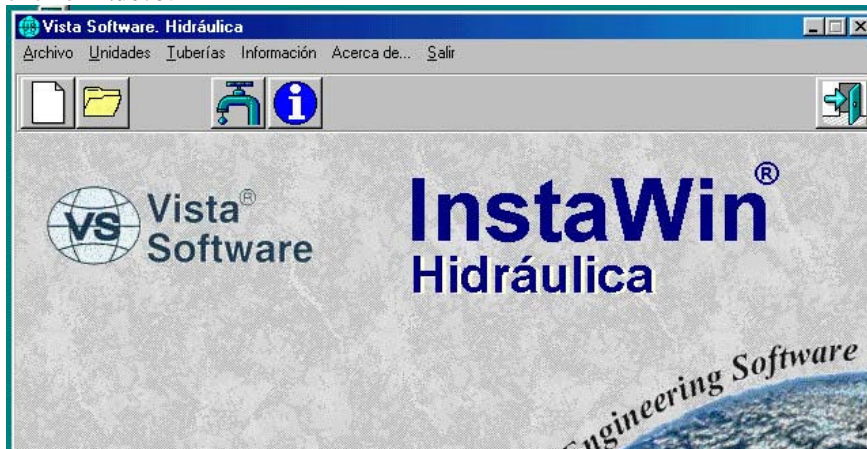 Vista Software. Hidráulica
Archivo Unidades Tuberías Información Acerca de... Salir
VS Vista® Software
InstaWin®
Hidráulica
Engineering Software